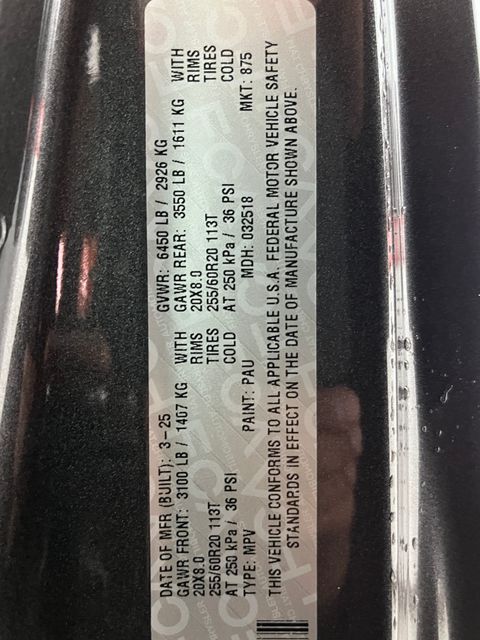 DATE OF MFR (BUILT): 3-25 GVWR: 6450 LB / 2926 KG
GAWR FRONT: 3100 LB / 1407 KG WITH GAWR REAR: 3550 LB / 1611 KG WITH
20X8.0 RIMS 20X8.0 RIMS
255/60R20 113T TIRES 255/60R20 113T TIRES
AT 250 kPa / 36 PSI COLD AT 250 kPa / 36 PSI COLD
TYPE: MPV PAINT: PAU MDH: 032518 MKT: 875
THIS VEHICLE CONFORMS TO ALL APPLICABLE U.S.A. FEDERAL MOTOR VEHICLE SAFETY
STANDARDS IN EFFECT ON THE DATE OF MANUFACTURE SHOWN ABOVE.